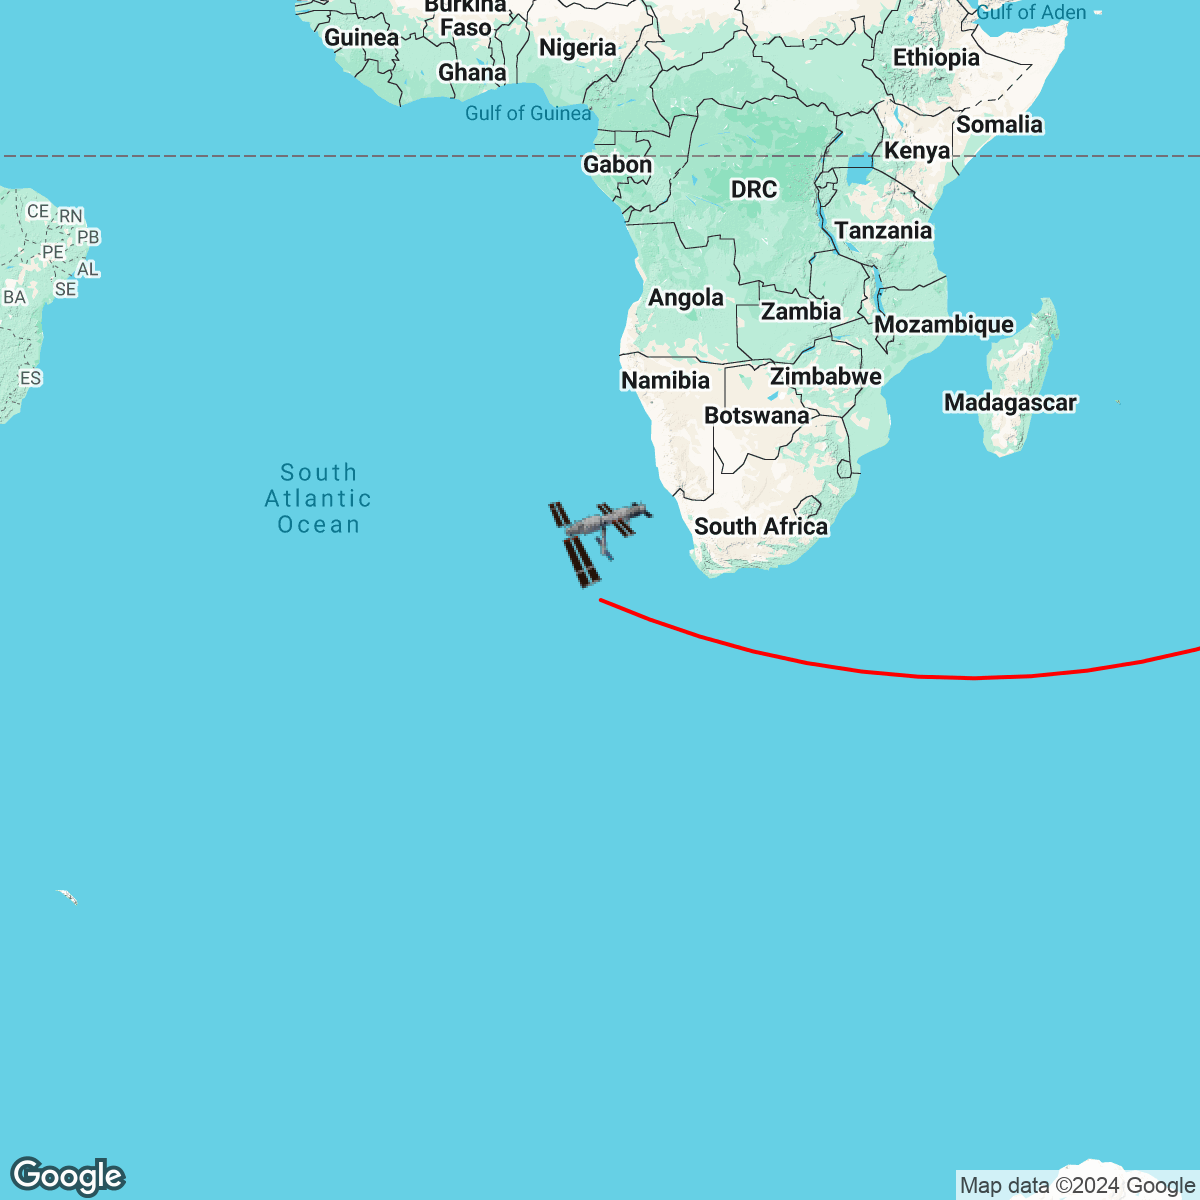 Burkina
Faso
Guinea
Nigeria
Ghana
Gulf of Guinea
Gulf of Aden
Ethiopia
Somalia
Kenya
Gabon
DRC
Tanzania
CE
RN
PB
PE
AL
SE
BA
ES
Angola
Zambia
Mozambique
Namibia
Zimbabwe
Botswana
Madagascar
South
Atlantic
Ocean
South Africa
Google
Map data ©2024 Google